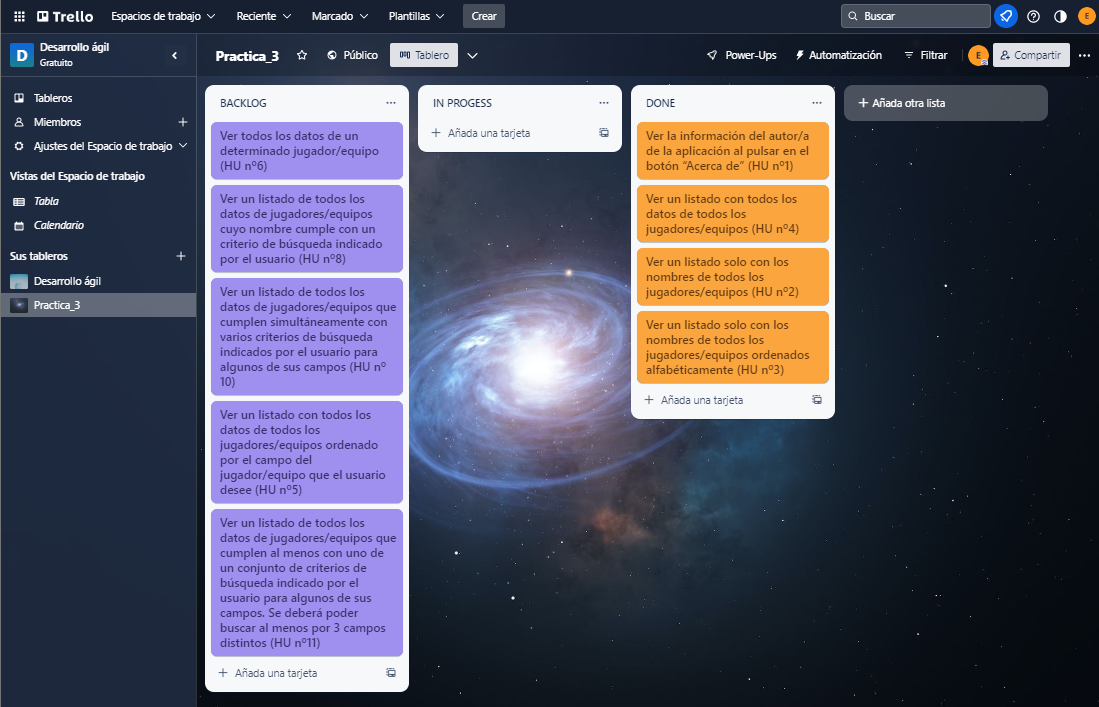 Trello
Espacios de trabajo
Reciente
Marcado
Plantillas
Crear
Buscar
E
D
Desarrollo ágil
Gratuito
Practica_3
Público
Tablero
Power-Ups
Automatización
Filtrar
E
Compartir
Tableros
Miembros
Ajustes del Espacio de trabajo
Vistas del Espacio de trabajo
Tabla
Calendario
Sus tableros
Desarrollo ágil
Practica_3
BACKLOG
Ver todos los datos de un
determinado jugador/equipo
(HU nº6)
Ver un listado de todos los
datos de jugadores/equipos
cuyo nombre cumple con un
criterio de búsqueda indicado
por el usuario (HU nº8)
Ver un listado de todos los
datos de jugadores/equipos que
cumplen simultáneamente con
varios criterios de búsqueda
indicados por el usuario para
algunos de sus campos (HU nº
10)
Ver un listado con todos los
datos de todos los
jugadores/equipos ordenado
por el campo del
jugador/equipo que el usuario
desee (HU nº5)
Ver un listado de todos los
datos de jugadores/equipos que
cumplen al menos con uno de
un conjunto de criterios de
búsqueda indicado por el
usuario para algunos de sus
campos. Se deberá poder
buscar al menos por 3 campos
distintos (HU nº11)
Añada una tarjeta
IN PROGESS
Añada una tarjeta
DONE
Ver la información del autor/a
de la aplicación al pulsar en el
botón “Acerca de” (HU nº1)
Ver un listado con todos los
datos de todos los
jugadores/equipos (HU nº4)
Ver un listado solo con los
nombres de todos los
jugadores/equipos (HU nº2)
Ver un listado solo con los
nombres de todos los
jugadores/equipos ordenados
alfabéticamente (HU nº3)
Añada una tarjeta
Añada otra lista